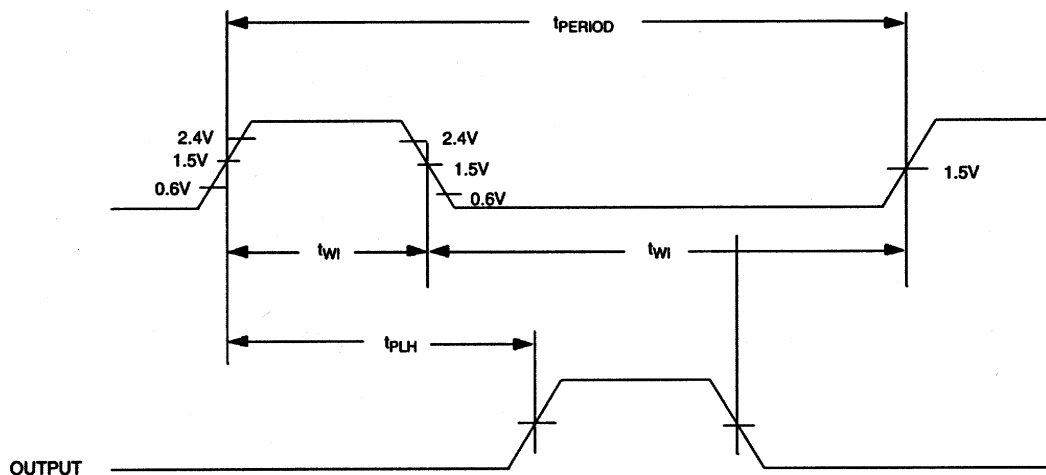 tPERIOD
2.4V
2.4V
1.5V
1.5V
1.5V
0.6V
0.6V
tWI
tWI
tPLH
OUTPUT